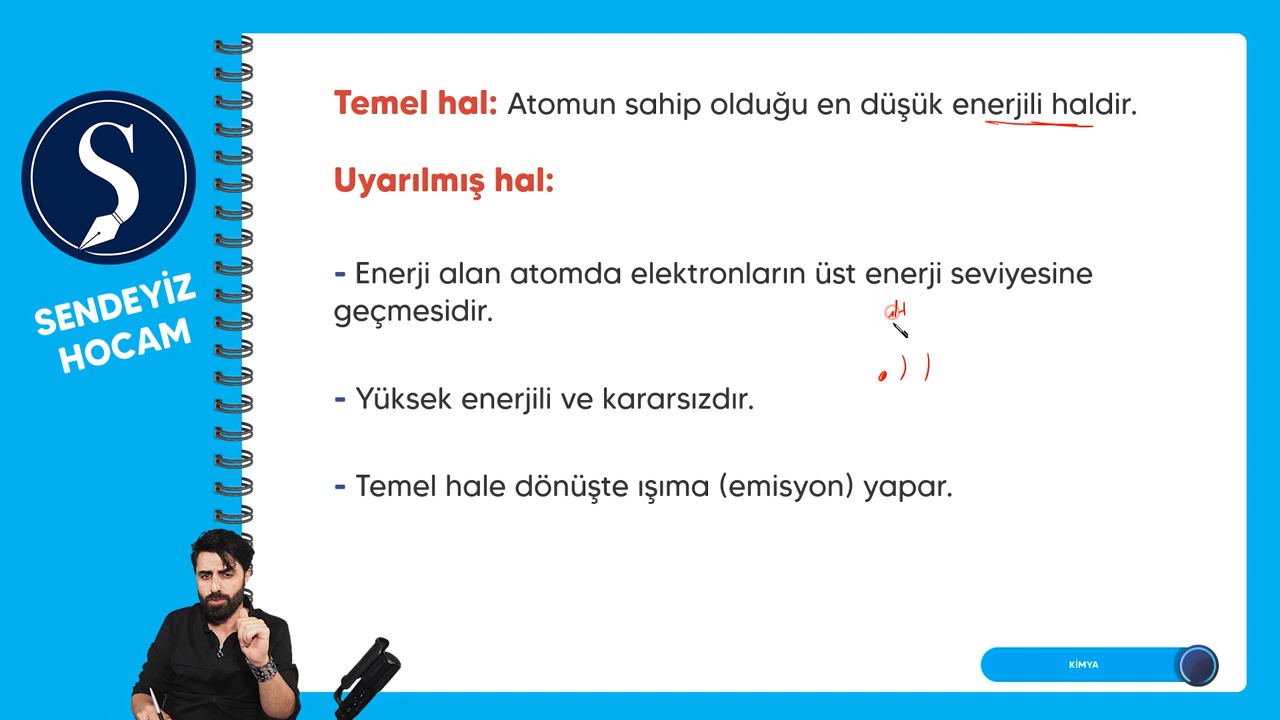 SENDEYİZ
HOCAM
Temel hal: Atomun sahip olduğu en düşük enerjili haldir.
Uyarılmış hal:
- Enerji alan atomda elektronların üst enerji seviyesine
geçmesidir.
- Yüksek enerjili ve kararsızdır.
- Temel hale dönüşte ışıma (emisyon) yapar.
KİMYA